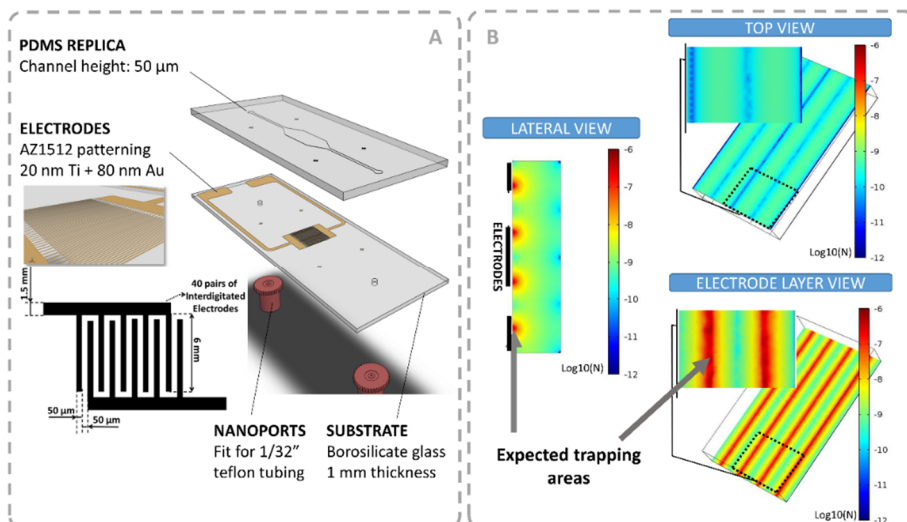 A
PDMS REPLICA
Channel height: 50 μm
ELECTRODES
AZ1512 patterning
20 nm Ti + 80 nm Au
1.5 mm
40 pairs of
Interdigitated
Electrodes
6 mm
50 μm
50 μm
NANOPORTS
Fit for 1/32”
teflon tubing
SUBSTRATE
Borosilicate glass
1 mm thickness
B
TOP VIEW
-6
-7
-8
-9
-10
-11
-12
Log10(N)
LATERAL VIEW
ELECTRODES
-6
-7
-8
-9
-10
-11
-12
Log10(N)
ELECTRODE LAYER VIEW
-6
-7
-8
-9
-10
-11
-12
Log10(N)
Expected trapping
areas